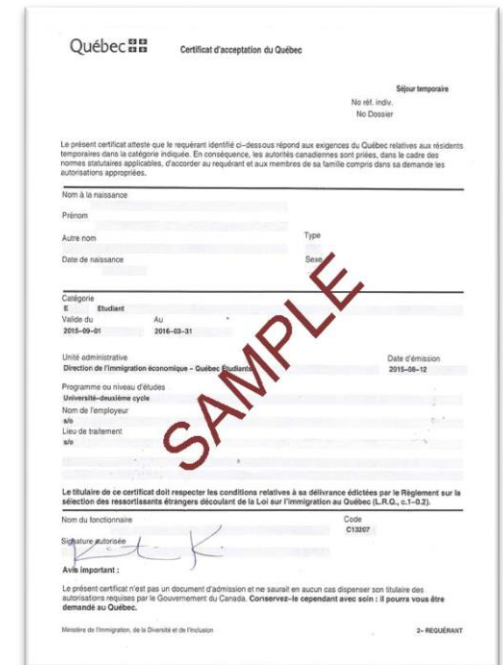 Québec
Certificat d'acceptation du Québec
Séjour temporaire
No réf. indiv.
No Dossier
Le présent certificat atteste que le requérant identifié ci-dessous répond aux exigences du Québec relatives aux résidents
temporaires dans la catégorie indiquée. En conséquence, les autorités canadiennes sont priées, dans le cadre des
normes statutaires applicables, d'accorder au requérant et aux membres de sa famille compris dans sa demande les
autorisations appropriées.
Nom à la naissance
Prénom
Autre nom
Type
Date de naissance
Sexe
SAMPLE
Catégorie
E Etudiant
Valide du Au
2015-09-01 2016-03-31
Unité administrative Date d'émission
Direction de l'immigration économique - Québec Étudiants 2015-08-12
Programme ou niveau d'études
Université-deuxième cycle
Nom de l'employeur
s/o
Lieu de traitement
s/o
Le titulaire de ce certificat doit respecter les conditions relatives à sa délivrance édictées par le Règlement sur la
sélection des ressortissants étrangers découlant de la Loi sur l'immigration au Québec (L.R.Q., c.1-0.2).
Nom du fonctionnaire Code
C13207
Signature autorisée
Avis important :
Le présent certificat n'est pas un document d'admission et ne saurait en aucun cas dispenser son titulaire des
autorisations requises par le Gouvernement du Canada. Conservez-le cependant avec soin : il pourra vous être
demandé au Québec.
Ministère de l'Immigration, de la Diversité et de l'Inclusion 2- REQUÉRANT